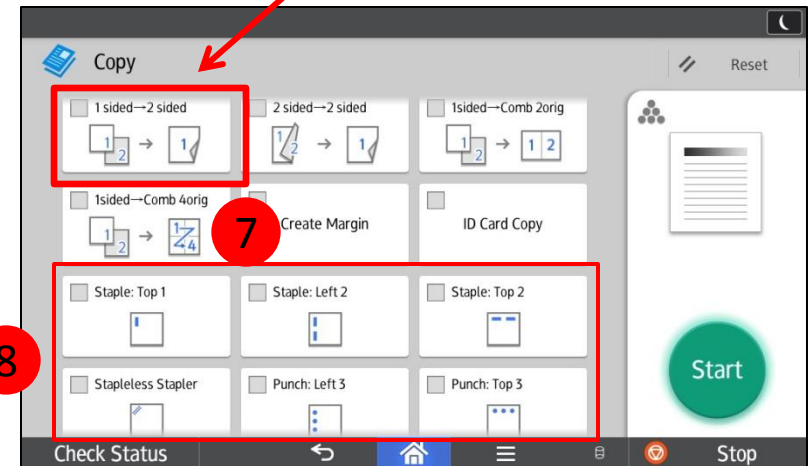 Copy
Reset
1 sided→2 sided
2 sided→2 sided
1sided→Comb 2orig
1 2 → 1
1 2 → 1
1 2 → 1 2
1sided→Comb 4orig
Create Margin
ID Card Copy
1 2 → 1 4
7
Staple: Top 1
Staple: Left 2
Staple: Top 2
8
Start
Stapleless Stapler
Punch: Left 3
Punch: Top 3
Check Status
Stop